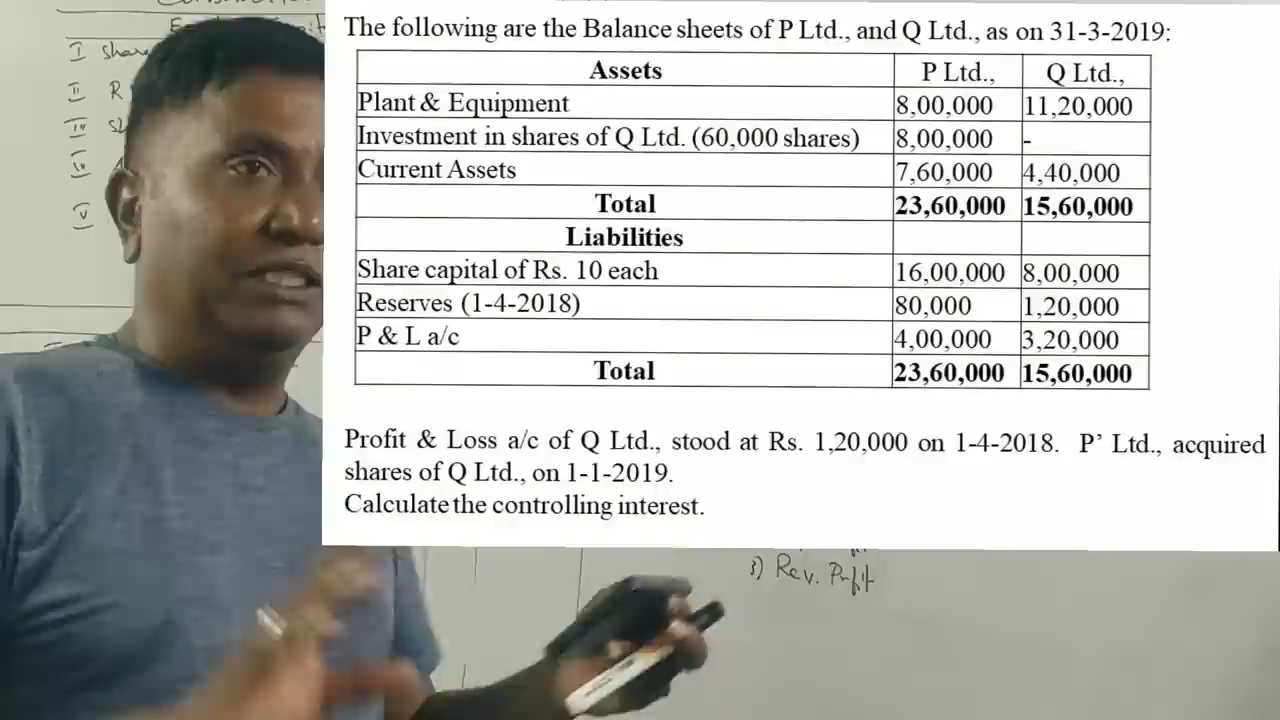 The following are the Balance sheets of P Ltd., and Q Ltd., as on 31-3-2019:
Assets P Ltd., Q Ltd.,
Plant & Equipment 8,00,000 11,20,000
Investment in shares of Q Ltd. (60,000 shares) 8,00,000 -
Current Assets 7,60,000 4,40,000
Total 23,60,000 15,60,000
Liabilities
Share capital of Rs. 10 each 16,00,000 8,00,000
Reserves (1-4-2018) 80,000 1,20,000
P & L a/c 4,00,000 3,20,000
Total 23,60,000 15,60,000
Profit & Loss a/c of Q Ltd., stood at Rs. 1,20,000 on 1-4-2018. P’ Ltd., acquired
shares of Q Ltd., on 1-1-2019.
Calculate the controlling interest.
I share
II R
III
3) Rev. Profit